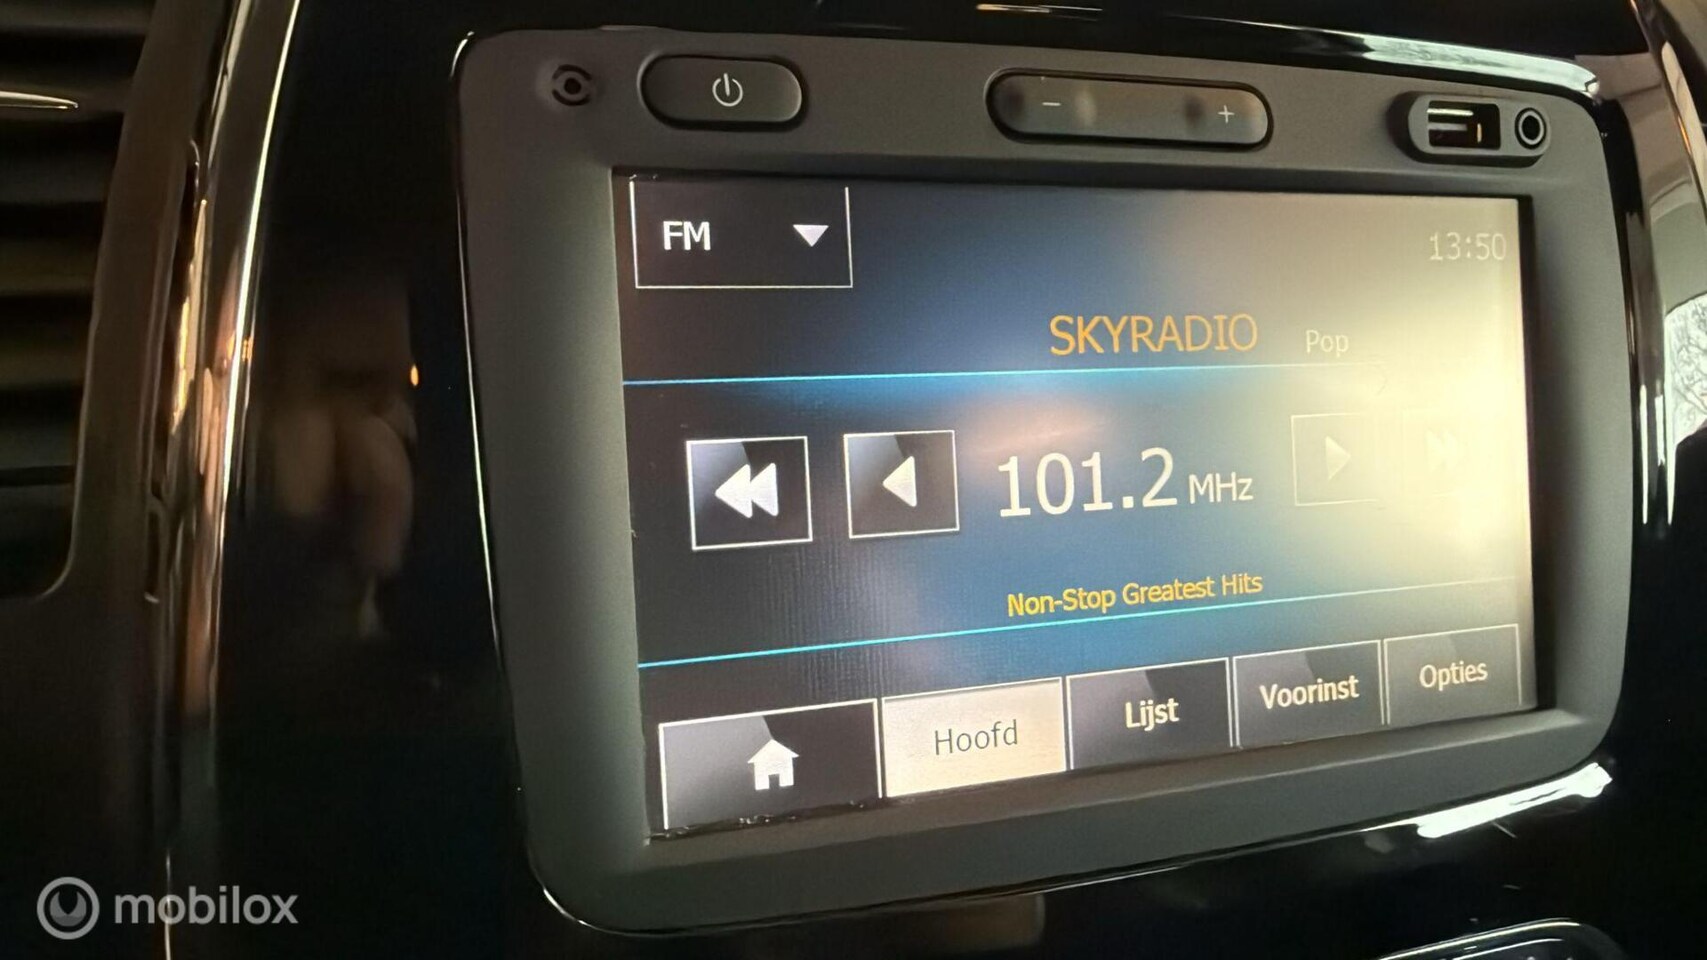 − +
FM
13:50
SKYRADIO Pop
101.2 MHz
Non-Stop Greatest Hits
Hoofd Lijst Voorinst Opties
mobilox